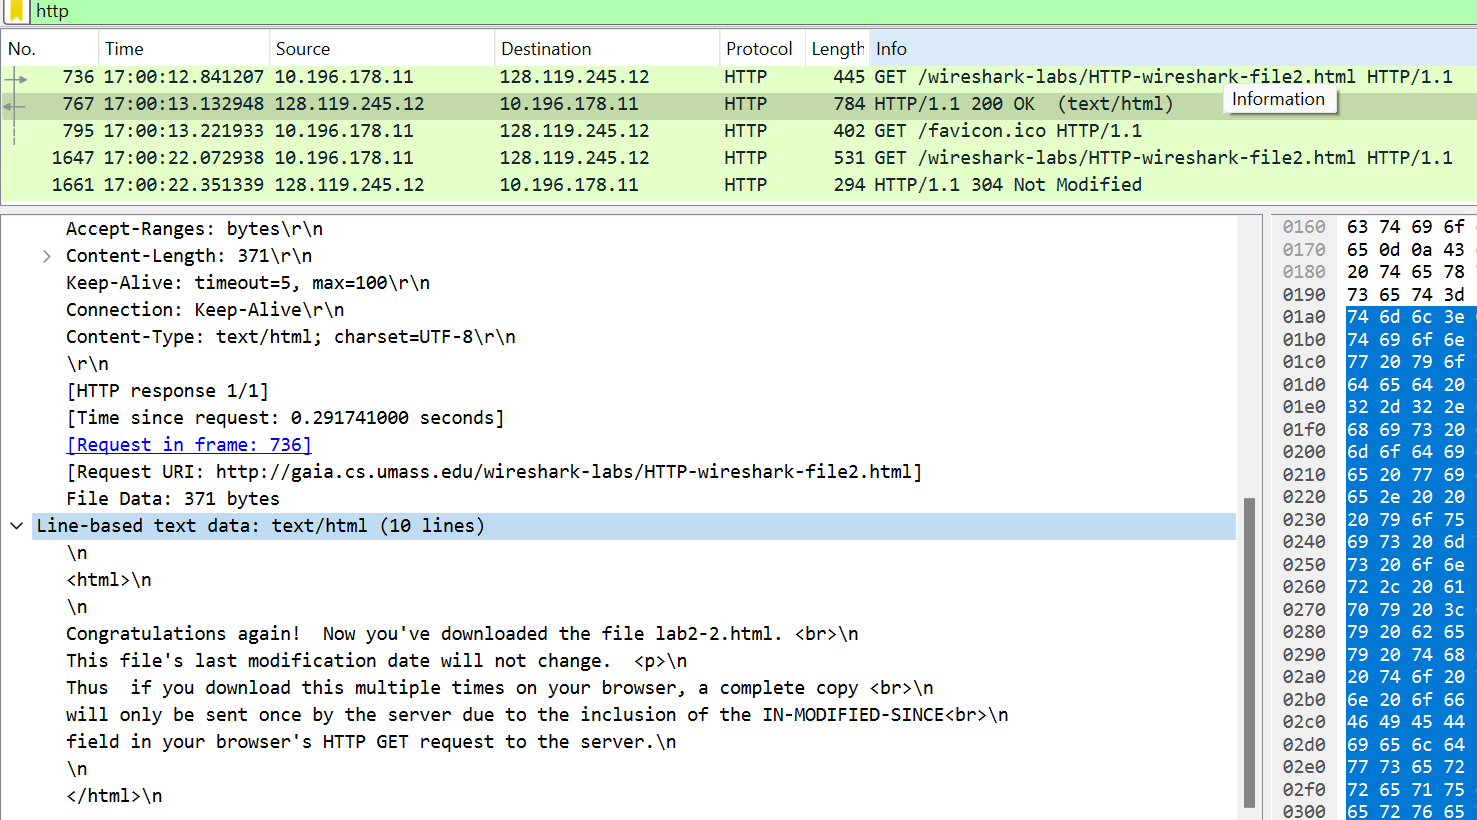 http
No. Time Source Destination Protocol Length Info
736 17:00:12.841207 10.196.178.11 128.119.245.12 HTTP 445 GET /wireshark-labs/HTTP-wireshark-file2.html HTTP/1.1
767 17:00:13.132948 128.119.245.12 10.196.178.11 HTTP 784 HTTP/1.1 200 OK  (text/html)
Information
795 17:00:13.221933 10.196.178.11 128.119.245.12 HTTP 402 GET /favicon.ico HTTP/1.1
1647 17:00:22.072938 10.196.178.11 128.119.245.12 HTTP 531 GET /wireshark-labs/HTTP-wireshark-file2.html HTTP/1.1
1661 17:00:22.351339 128.119.245.12 10.196.178.11 HTTP 294 HTTP/1.1 304 Not Modified
Accept-Ranges: bytes\r\n
Content-Length: 371\r\n
Keep-Alive: timeout=5, max=100\r\n
Connection: Keep-Alive\r\n
Content-Type: text/html; charset=UTF-8\r\n
\r\n
[HTTP response 1/1]
[Time since request: 0.291741000 seconds]
[Request in frame: 736]
[Request URI: http://gaia.cs.umass.edu/wireshark-labs/HTTP-wireshark-file2.html]
File Data: 371 bytes
Line-based text data: text/html (10 lines)
\n
<html>\n
\n
Congratulations again!  Now you've downloaded the file lab2-2.html. <br>\n
This file's last modification date will not change.  <p>\n
Thus  if you download this multiple times on your browser, a complete copy <br>\n
will only be sent once by the server due to the inclusion of the IN-MODIFIED-SINCE<br>\n
field in your browser's HTTP GET request to the server.\n
\n
</html>\n
0160 63 74 69 6f
0170 65 0d 0a 43
0180 20 74 65 78
0190 73 65 74 3d
01a0 74 6d 6c 3e
01b0 74 69 6f 6e
01c0 77 20 79 6f
01d0 64 65 64 20
01e0 32 2d 32 2e
01f0 68 69 73 20
0200 6d 6f 64 69
0210 65 20 77 69
0220 65 2e 20 20
0230 20 79 6f 75
0240 69 73 20 6d
0250 73 20 6f 6e
0260 72 2c 20 61
0270 70 79 20 3c
0280 79 20 62 65
0290 79 20 74 68
02a0 20 74 6f 20
02b0 6e 20 6f 66
02c0 46 49 45 44
02d0 69 65 6c 64
02e0 77 73 65 72
02f0 72 65 71 75
0300 65 72 76 65